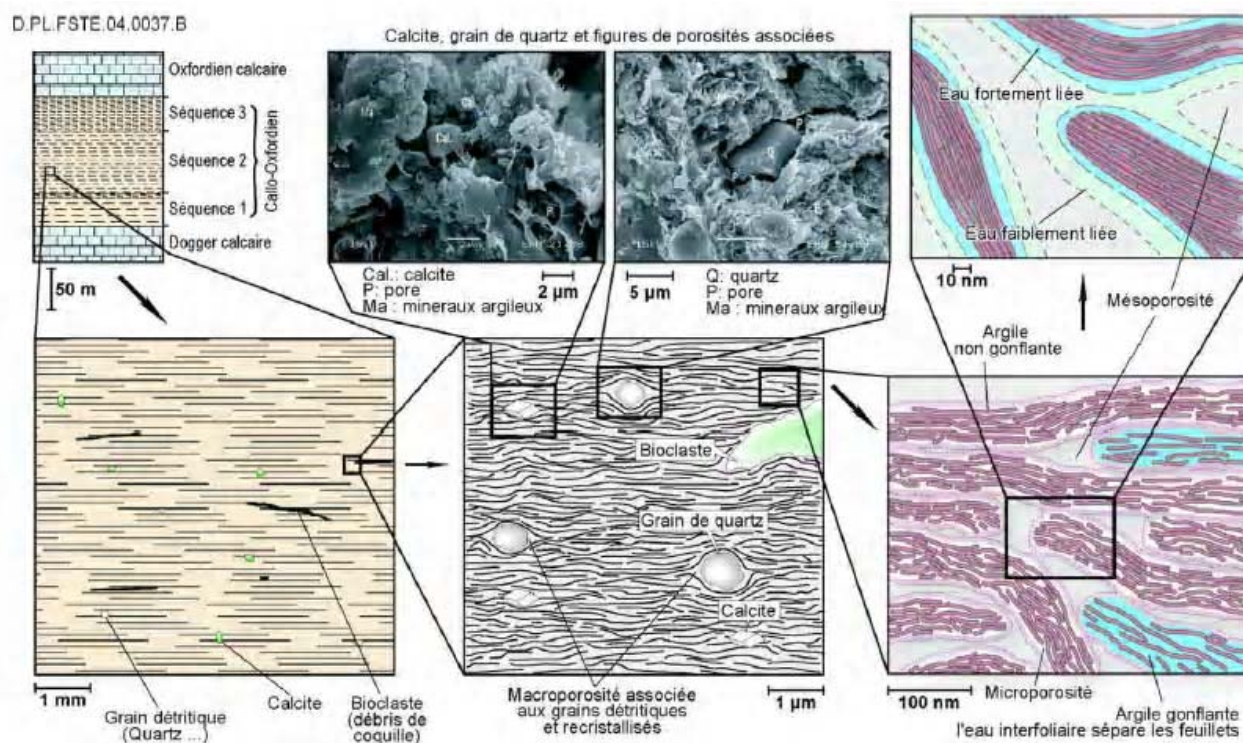 D.PL.FSTE.04.0037.B
Calcite, grain de quartz et figures de porosités associées
Oxfordien calcaire
Séquence 3
Séquence 2
Séquence 1
Callo-Oxfordien
Dogger calcaire
50 m
Cal.: calcite
P: pore
Ma : mineraux argileux
2 µm
5 µm
Q: quartz
P: pore
Ma : mineraux argileux
Eau fortement liée
Eau faiblement liée
10 nm
Mésoporosité
Argile
non gonflante
Bioclaste
Grain de quartz
Calcite
1 mm
Grain détritique
(Quartz ...)
Calcite
Bioclaste
(débris de
coquille)
Macroporosité associée
aux grains détritiques
et recristallisés
1 µm
100 nm
Microporosité
Argile gonflante
l'eau interfoliaire sépare les feuillets